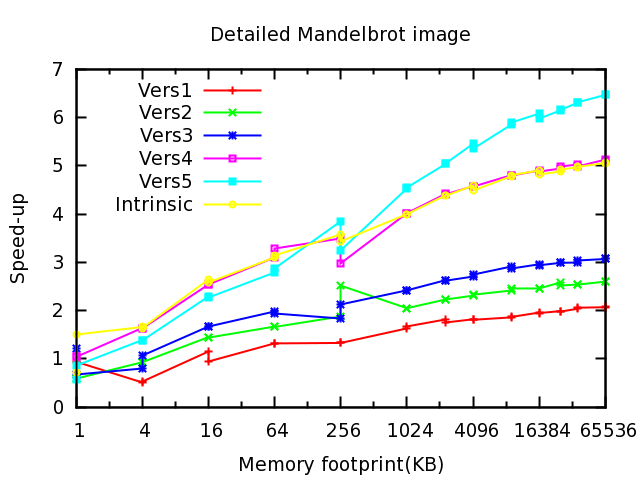 Detailed Mandelbrot image
7
6
5
4
3
2
1
0
Speed-up
Vers1
Vers2
Vers3
Vers4
Vers5
Intrinsic
1 4 16 64 256 1024 4096 16384 65536
Memory footprint(KB)